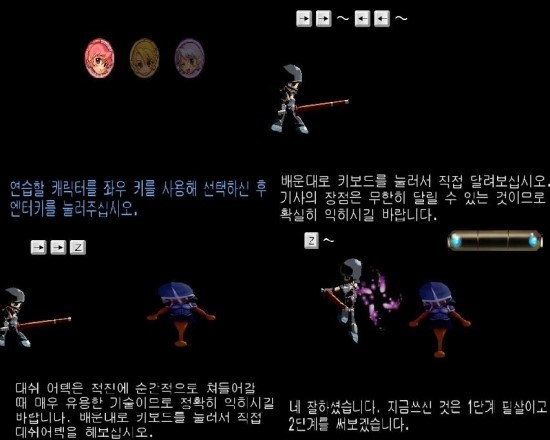 연습할 캐릭터를 좌우 키를 사용해 선택하신 후
엔터키를 눌러주십시오.
→ → ~ ← ← ~
배운대로 키보드를 눌러서 직접 달려보십시오.
기사의 장점은 무한히 달릴 수 있는 것이므로
확실히 익히시길 바랍니다.
→ → Z
대쉬 어택은 적진에 순간적으로 쳐들어갈
때 매우 유용한 기술이므로 정확히 익히시길
바랍니다. 배운대로 키보드를 눌러서 직접
대쉬어택을 해보십시오.
Z ~
네 잘하셨습니다. 지금쓰신 것은 1단계 필살이고
2단계를 써보겠습니다.